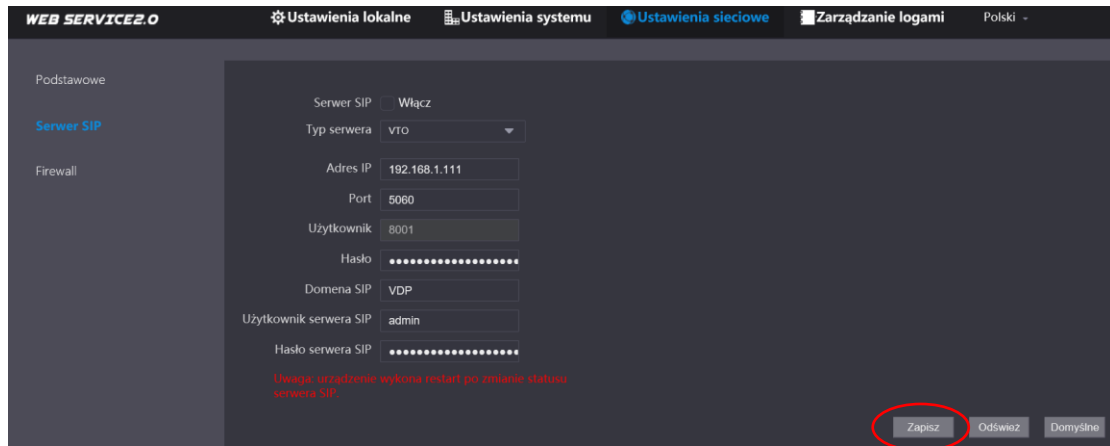 WEB SERVICE2.0 Ustawienia lokalne Ustawienia systemu Ustawienia sieciowe Zarządzanie logami Polski
Podstawowe
Serwer SIP
Firewall
Serwer SIP Włącz
Typ serwera VTO
Adres IP 192.168.1.111
Port 5060
Użytkownik 8001
Hasło ●●●●●●●●●●●●●●●●●●●
Domena SIP VDP
Użytkownik serwera SIP admin
Hasło serwera SIP ●●●●●●●●●●●●●●●●●●●
Uwaga: urządzenie wykona restart po zmianie statusu
serwera SIP.
Zapisz Odśwież Domyślne